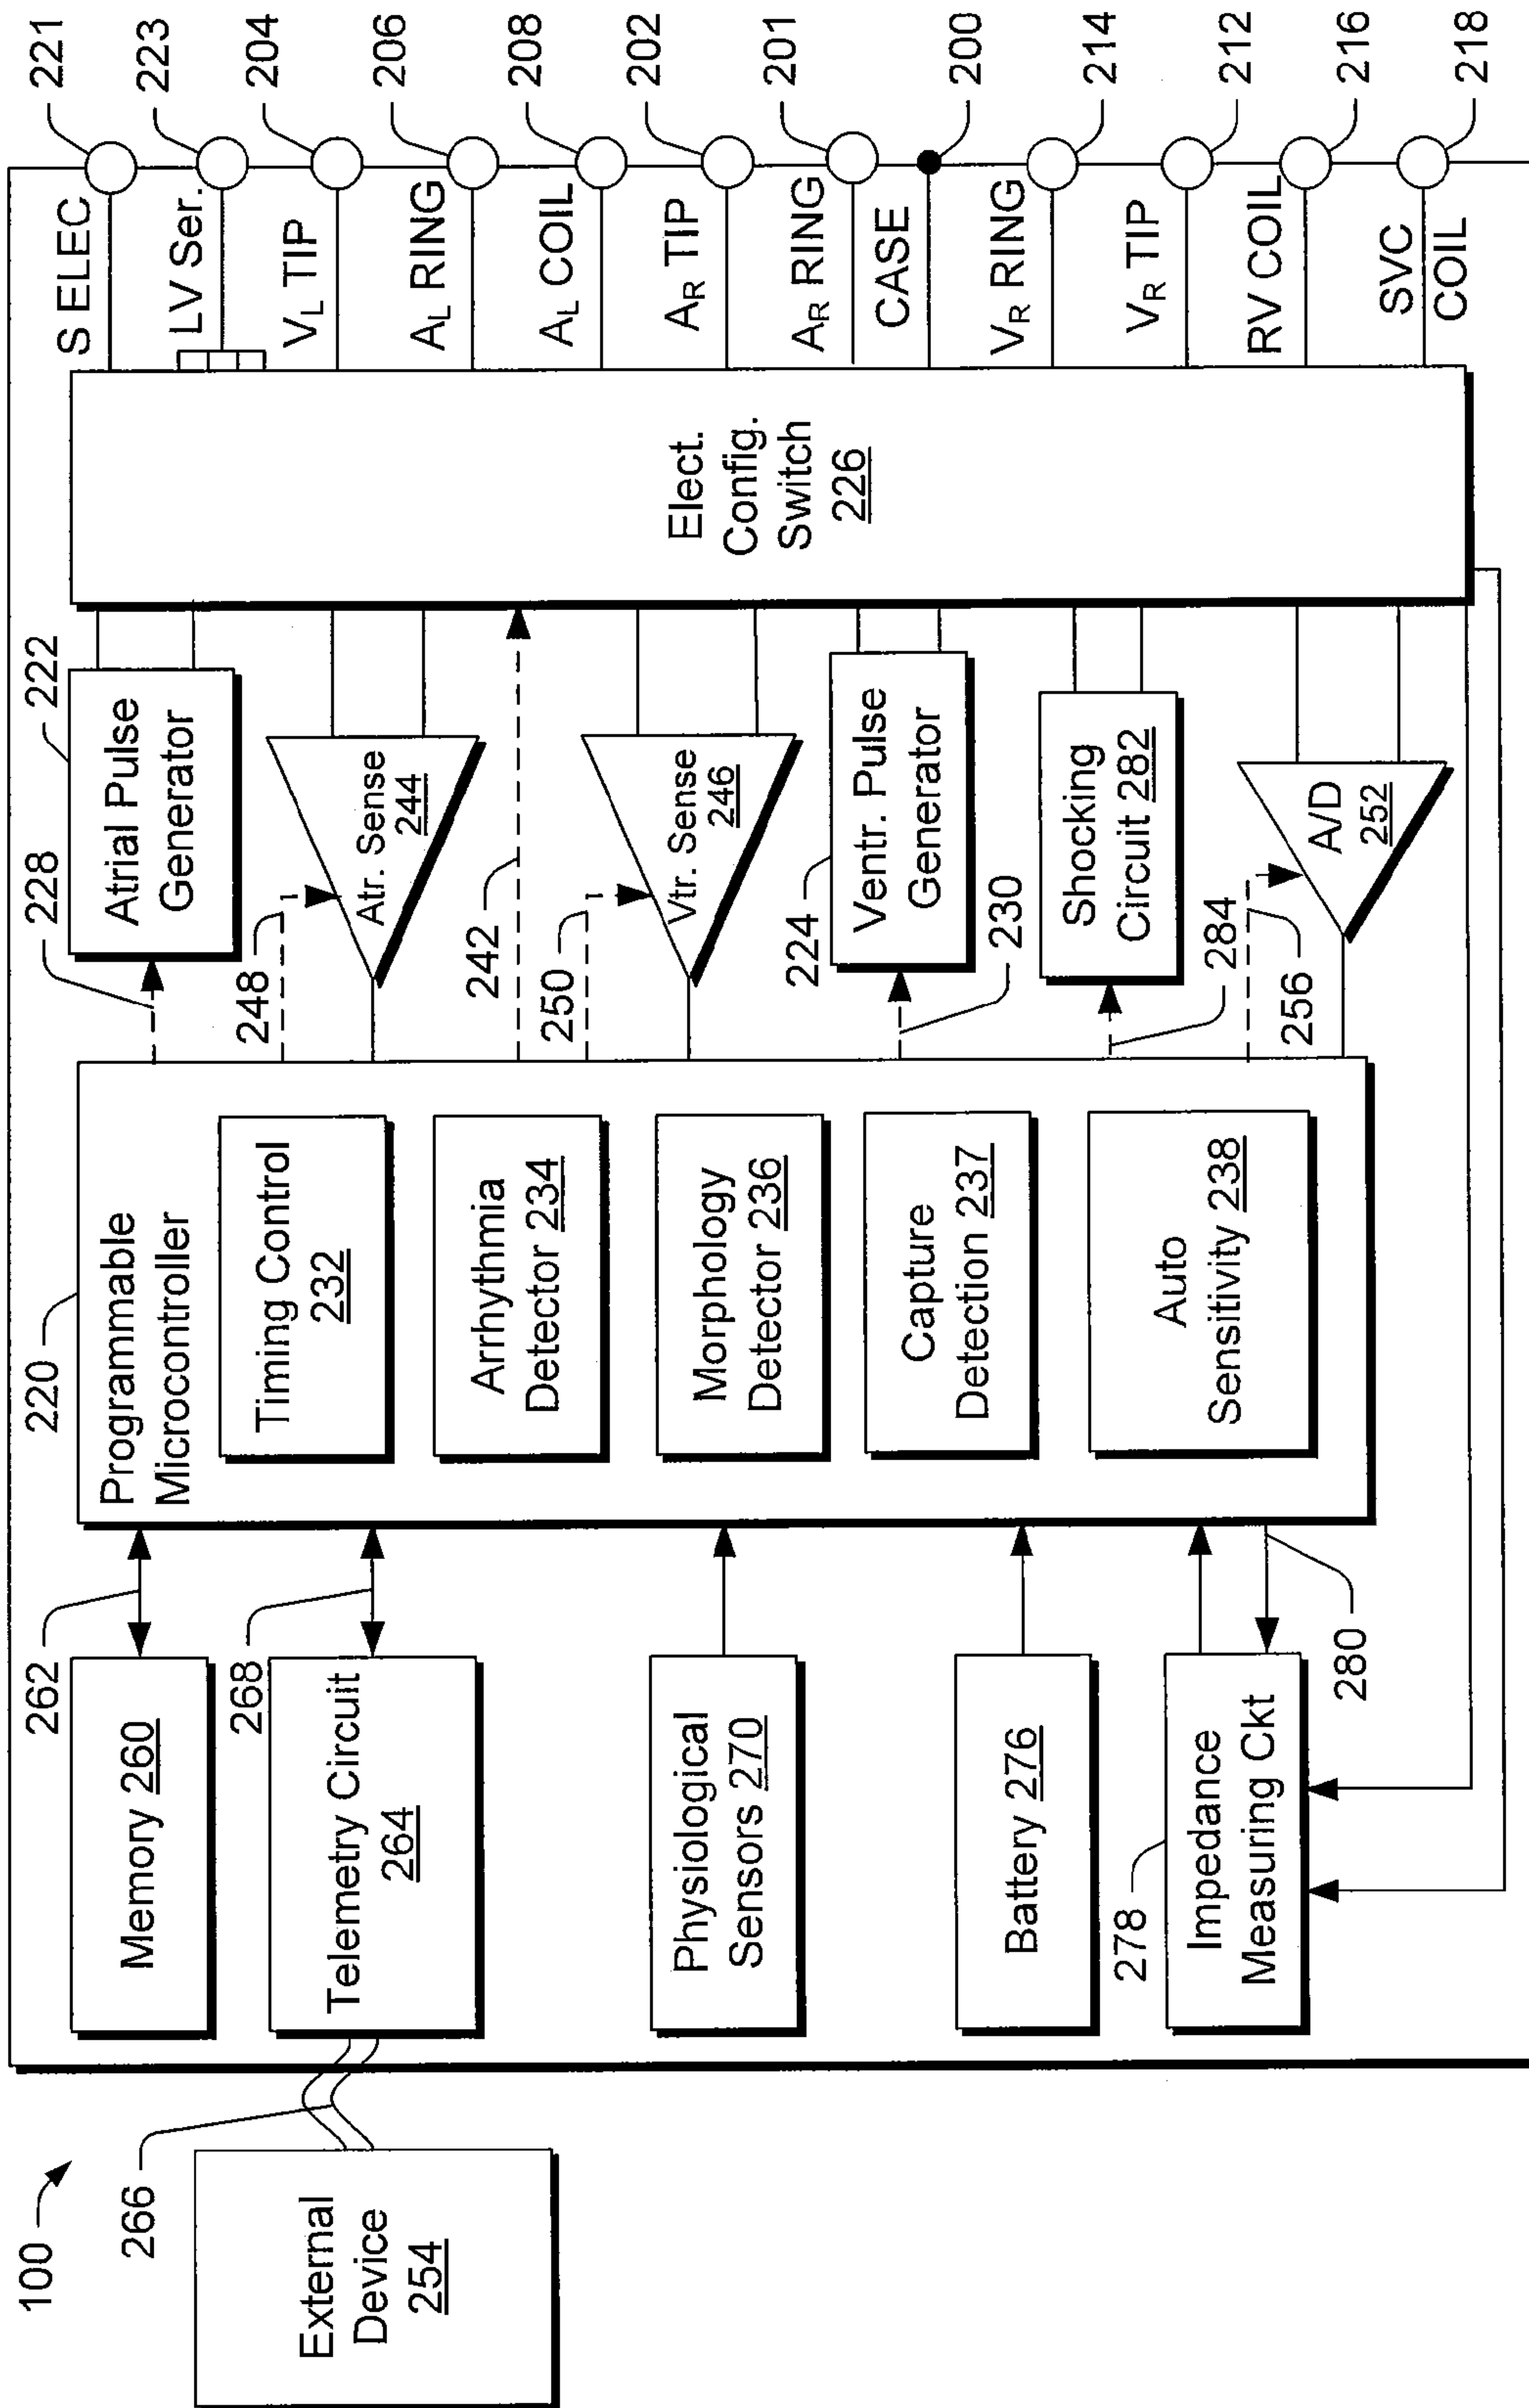 100
External
Device
254
266
Memory 260
262
Telemetry Circuit
264
268
Physiological
Sensors 270
Battery 276
278
Impedance
Measuring Ckt
280
220
Programmable
Microcontroller
Timing Control
232
Arrhythmia
Detector 234
Morphology
Detector 236
Capture
Detection 237
Auto
Sensitivity 238
228
222
Atrial Pulse
Generator
248
Atr. Sense
244
242
250
Vtr. Sense
246
224
Ventr. Pulse
Generator
230
Shocking
Circuit 282
284
256
A/D
252
Elect.
Config.
Switch
226
S ELEC
221
LV Ser.
223
VL TIP
204
AL RING
206
AL COIL
208
AR TIP
202
AR RING
201
CASE
200
VR RING
214
VR TIP
212
RV COIL
216
SVC
COIL
218